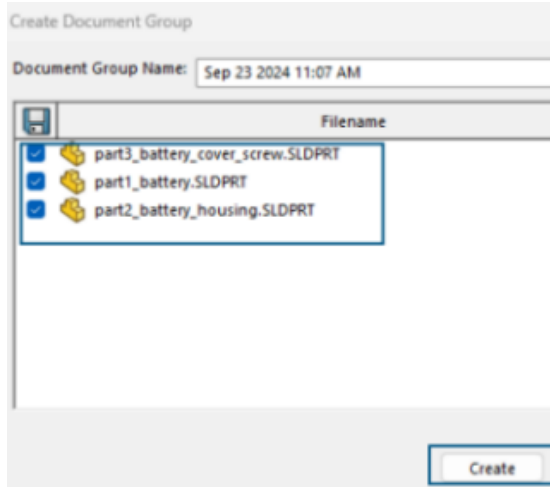 Create Document Group
Document Group Name: Sep 23 2024 11:07 AM
Filename
part3_battery_cover_screw.SLDPRT
part1_battery.SLDPRT
part2_battery_housing.SLDPRT
Create